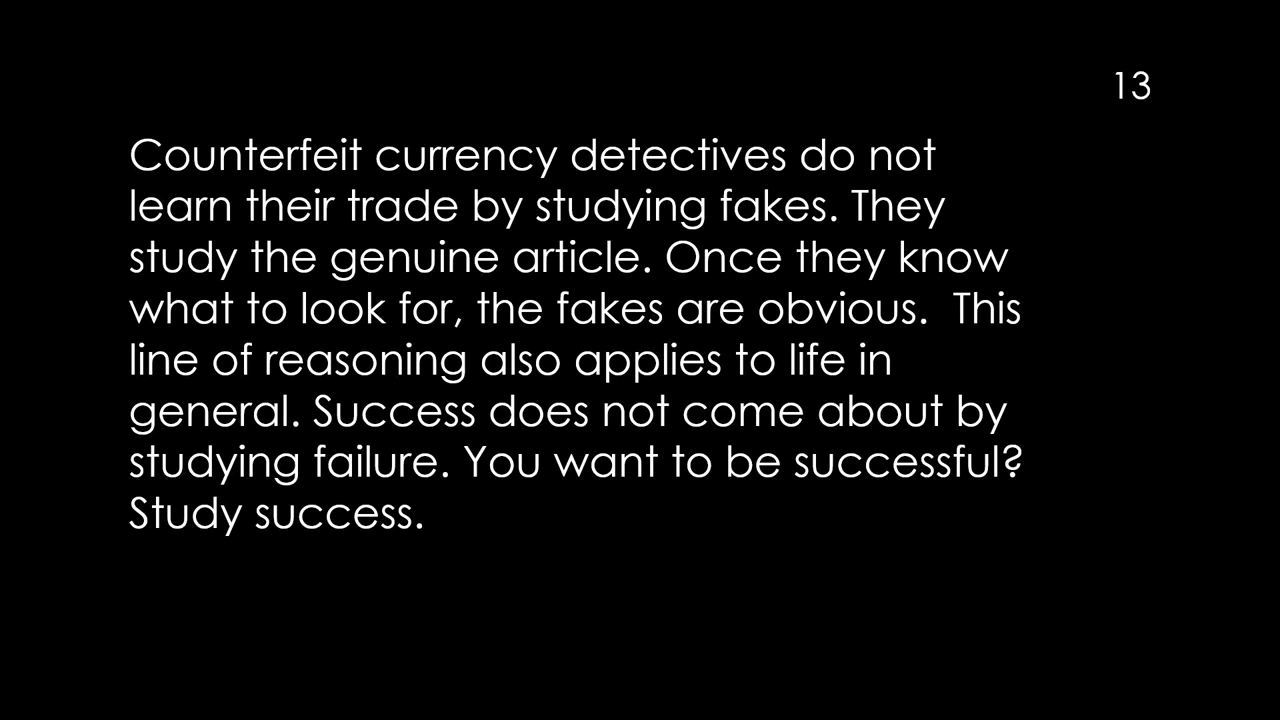 13
Counterfeit currency detectives do not
learn their trade by studying fakes. They
study the genuine article. Once they know
what to look for, the fakes are obvious.  This
line of reasoning also applies to life in
general. Success does not come about by
studying failure. You want to be successful?
Study success.